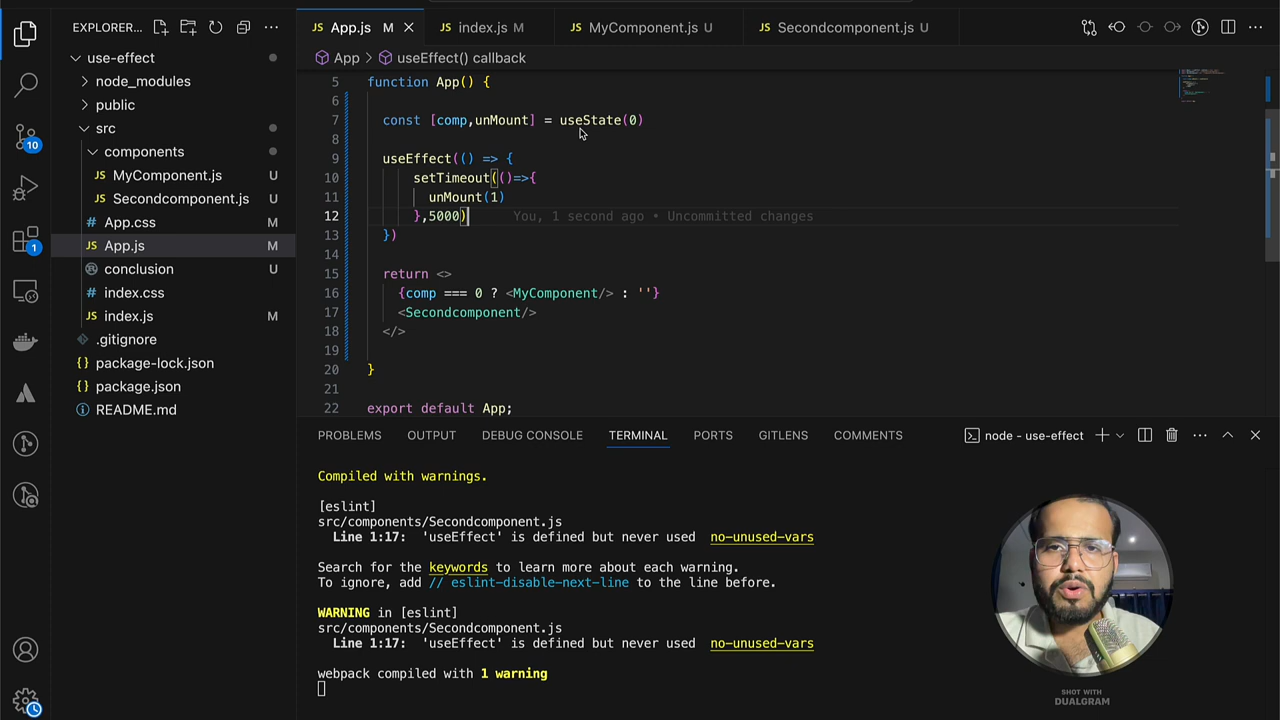 EXPLORER...
use-effect
node_modules
public
src
components
MyComponent.js U
Secondcomponent.js U
App.css M
App.js M
conclusion U
index.css M
index.js M
.gitignore
package-lock.json
package.json
README.md
10
1
JS App.js M
JS index.js M
JS MyComponent.js U
JS Secondcomponent.js U
App > useEffect() callback
5 function App() {
6
7 const [comp,unMount] = useState(0)
8
9 useEffect(() => {
10 setTimeout(()=>{
11 unMount(1)
12 },5000) You, 1 second ago • Uncommitted changes
13 })
14
15 return <>
16 {comp === 0 ? <MyComponent/> : ''}
17 <Secondcomponent/>
18 </>
19
20 }
21
22 export default App;
PROBLEMS OUTPUT DEBUG CONSOLE TERMINAL PORTS GITLENS COMMENTS
node - use-effect
Compiled with warnings.
[eslint]
src/components/Secondcomponent.js
Line 1:17: 'useEffect' is defined but never used no-unused-vars
Search for the keywords to learn more about each warning.
To ignore, add // eslint-disable-next-line to the line before.
WARNING in [eslint]
src/components/Secondcomponent.js
Line 1:17: 'useEffect' is defined but never used no-unused-vars
webpack compiled with 1 warning
SHOT WITH
DUALGRAM